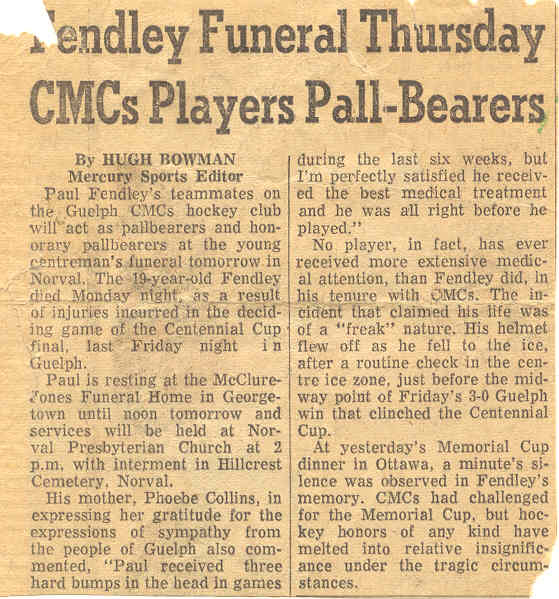 Fendley Funeral Thursday
CMCs Players Pall-Bearers
By HUGH BOWMAN
Mercury Sports Editor
Paul Fendley's teammates on
the Guelph CMCs hockey club
will act as pallbearers and hon-
orary pallbearers at the young
centreman's funeral tomorrow in
Norval. The 19-year-old Fendley
died Monday night, as a result
of injuries incurred in the decid-
ing game of the Centennial Cup
final, last Friday night in
Guelph.
Paul is resting at the McClure-
Jones Funeral Home in George-
town until noon tomorrow and
services will be held at Nor-
val Presbyterian Church at 2
p.m. with interment in Hillcrest
Cemetery, Norval.
His mother, Phoebe Collins, in
expressing her gratitude for the
expressions of sympathy from
the people of Guelph also com-
mented, "Paul received three
hard bumps in the head in games
during the last six weeks, but
I'm perfectly satisfied he receiv-
ed the best medical treatment
and he was all right before he
played."
No player, in fact, has ever
received more extensive medic-
al attention, than Fendley did, in
his tenure with CMCs. The in-
cident that claimed his life was
of a "freak" nature. His helmet
flew off as he fell to the ice,
after a routine check in the cen-
tre ice zone, just before the mid-
way point of Friday's 3-0 Guelph
win that clinched the Centennial
Cup.
At yesterday's Memorial Cup
dinner in Ottawa, a minute's si-
lence was observed in Fendley's
memory. CMCs had challenged
for the Memorial Cup, but hoc-
key honors of any kind have
melted into relative insignific-
ance under the tragic circum-
stances.